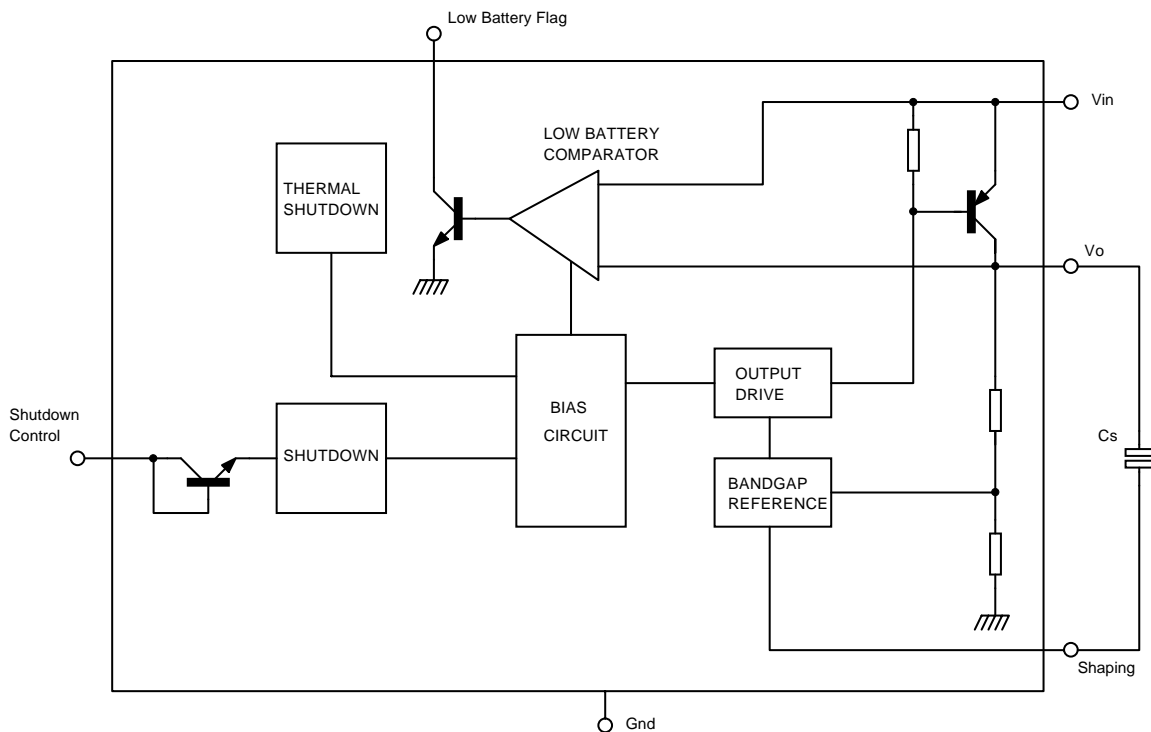 Low Battery Flag
Vin
LOW BATTERY
COMPARATOR
THERMAL
SHUTDOWN
Vo
OUTPUT
DRIVE
BIAS
CIRCUIT
Shutdown
Control
Cs
SHUTDOWN
BANDGAP
REFERENCE
Shaping
Gnd